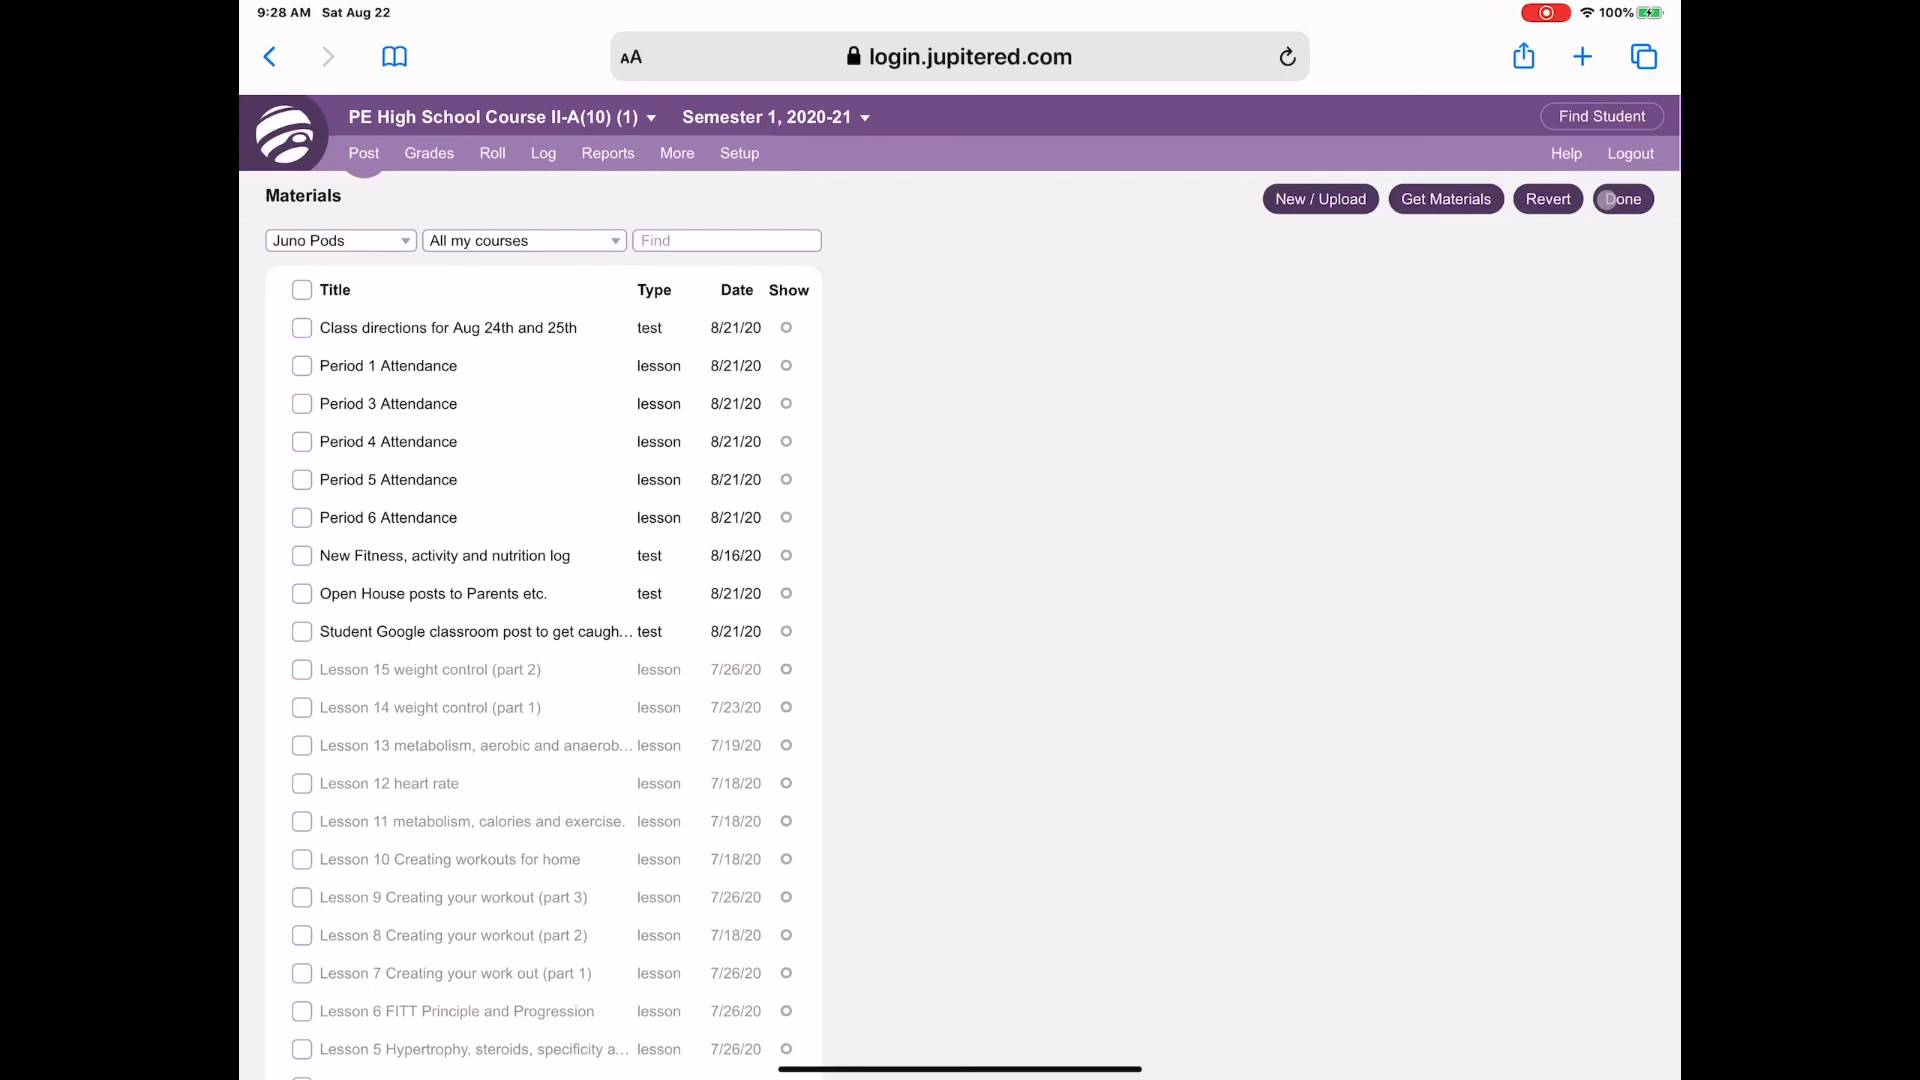 9:28 AM Sat Aug 22
100%
AA
login.jupitered.com
PE High School Course II-A(10) (1)
Semester 1, 2020-21
Find Student
Post Grades Roll Log Reports More Setup
Help Logout
Materials
New / Upload
Get Materials
Revert
Done
Juno Pods
All my courses
Find
Title Type Date Show
Class directions for Aug 24th and 25th test 8/21/20
Period 1 Attendance lesson 8/21/20
Period 3 Attendance lesson 8/21/20
Period 4 Attendance lesson 8/21/20
Period 5 Attendance lesson 8/21/20
Period 6 Attendance lesson 8/21/20
New Fitness, activity and nutrition log test 8/16/20
Open House posts to Parents etc. test 8/21/20
Student Google classroom post to get caugh... test 8/21/20
Lesson 15 weight control (part 2) lesson 7/26/20
Lesson 14 weight control (part 1) lesson 7/23/20
Lesson 13 metabolism, aerobic and anaerob... lesson 7/19/20
Lesson 12 heart rate lesson 7/18/20
Lesson 11 metabolism, calories and exercise. lesson 7/18/20
Lesson 10 Creating workouts for home lesson 7/18/20
Lesson 9 Creating your workout (part 3) lesson 7/26/20
Lesson 8 Creating your workout (part 2) lesson 7/18/20
Lesson 7 Creating your work out (part 1) lesson 7/26/20
Lesson 6 FITT Principle and Progression lesson 7/26/20
Lesson 5 Hypertrophy, steroids, specificity a... lesson 7/26/20